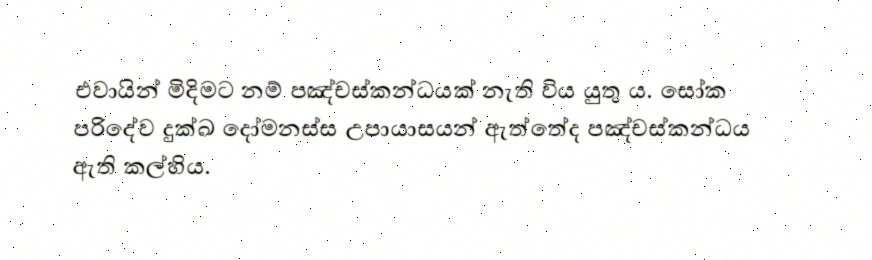 එවායින් මිදිමට නම් පඤ්චස්කන්ධයක් නැති විය යුතු ය. සෝක
පරිදේව දුක්ඛ දෝමනස්ස උපායාසයන් ඇත්තේද පඤ්චස්කන්ධය
ඇති කල්හිය.